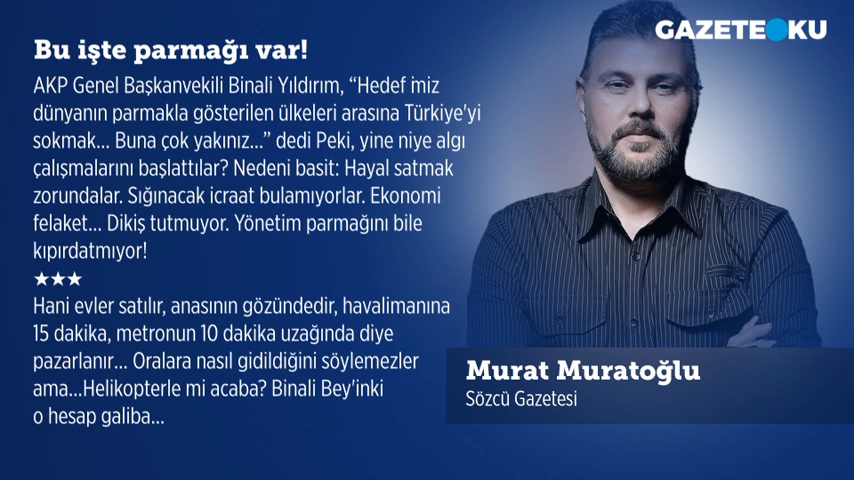 GAZETE KU
Bu işte parmağı var!
AKP Genel Başkanvekili Binali Yıldırım, “Hedef imiz
dünyanın parmakla gösterilen ülkeleri arasına Türkiye'yi
sokmak... Buna çok yakınız...” dedi Peki, yine niye algı
çalışmalarını başlattılar? Nedeni basit: Hayal satmak
zorundalar. Sığınacak icraat bulamıyorlar. Ekonomi
felaket... Dikiş tutmuyor. Yönetim parmağını bile
kıpırdatmıyor!
★★★
Hani evler satılır, anasının gözündedir, havalimanına
15 dakika, metronun 10 dakika uzağında diye
pazarlanır... Oralara nasıl gidildiğini söylemezler
ama...Helikopterle mi acaba? Binali Bey'inki
o hesap galiba...
Murat Muratoğlu
Sözcü Gazetesi